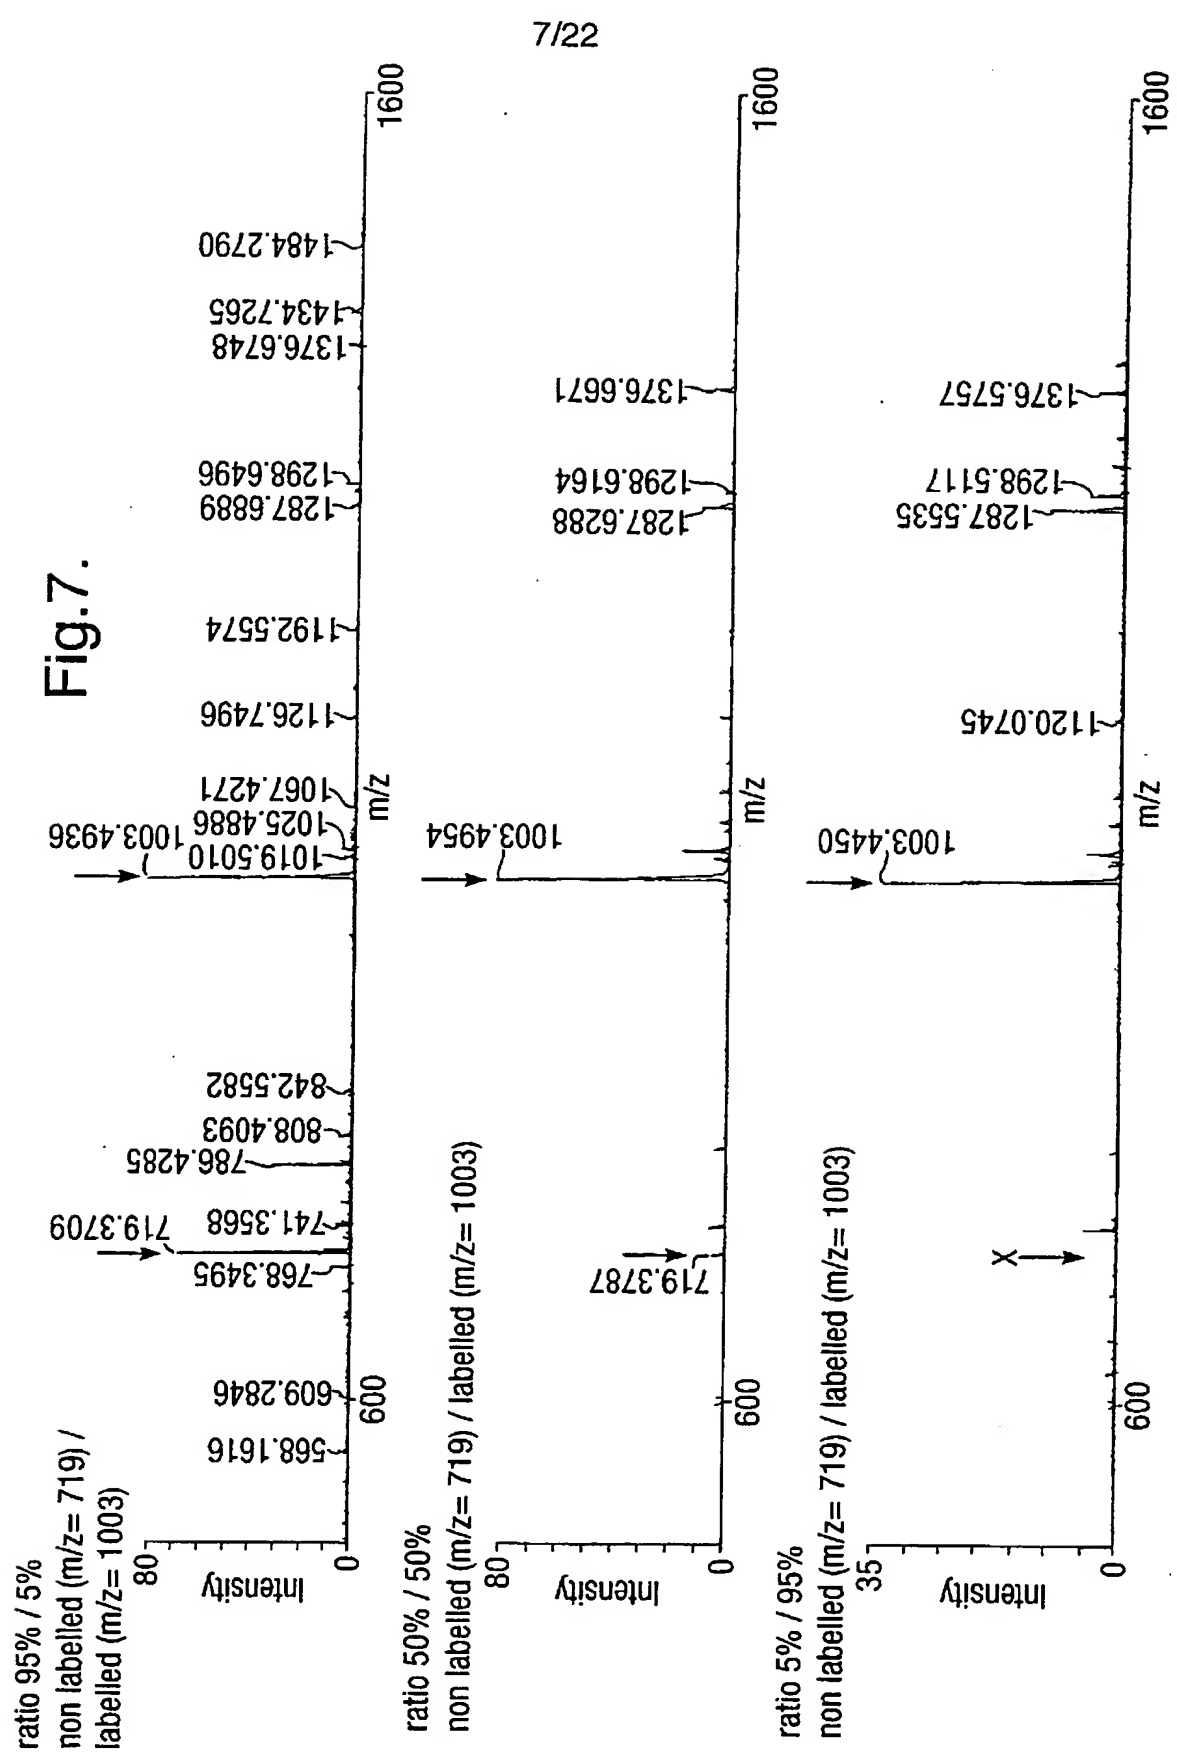 7/22
Fig.7.
ratio 95% / 5%
non labelled (m/z= 719) /
labelled (m/z= 1003)
80
Intensity
0
568.1616
609.2846
600
768.3495
719.3709
741.3568
786.4285
808.4093
842.5582
1003.4936
1019.5010
1025.4886
1067.4271
m/z
1126.7496
1192.5574
1287.6889
1298.6496
1376.6748
1434.7265
1484.2790
1600
ratio 50% / 50%
non labelled (m/z= 719) / labelled (m/z= 1003)
80
Intensity
0
600
719.3787
1003.4954
m/z
1287.6288
1298.6164
1376.6671
1600
ratio 5% / 95%
non labelled (m/z= 719) / labelled (m/z= 1003)
35
Intensity
0
600
X
1003.4450
m/z
1120.0745
1287.5535
1298.5117
1376.5757
1600